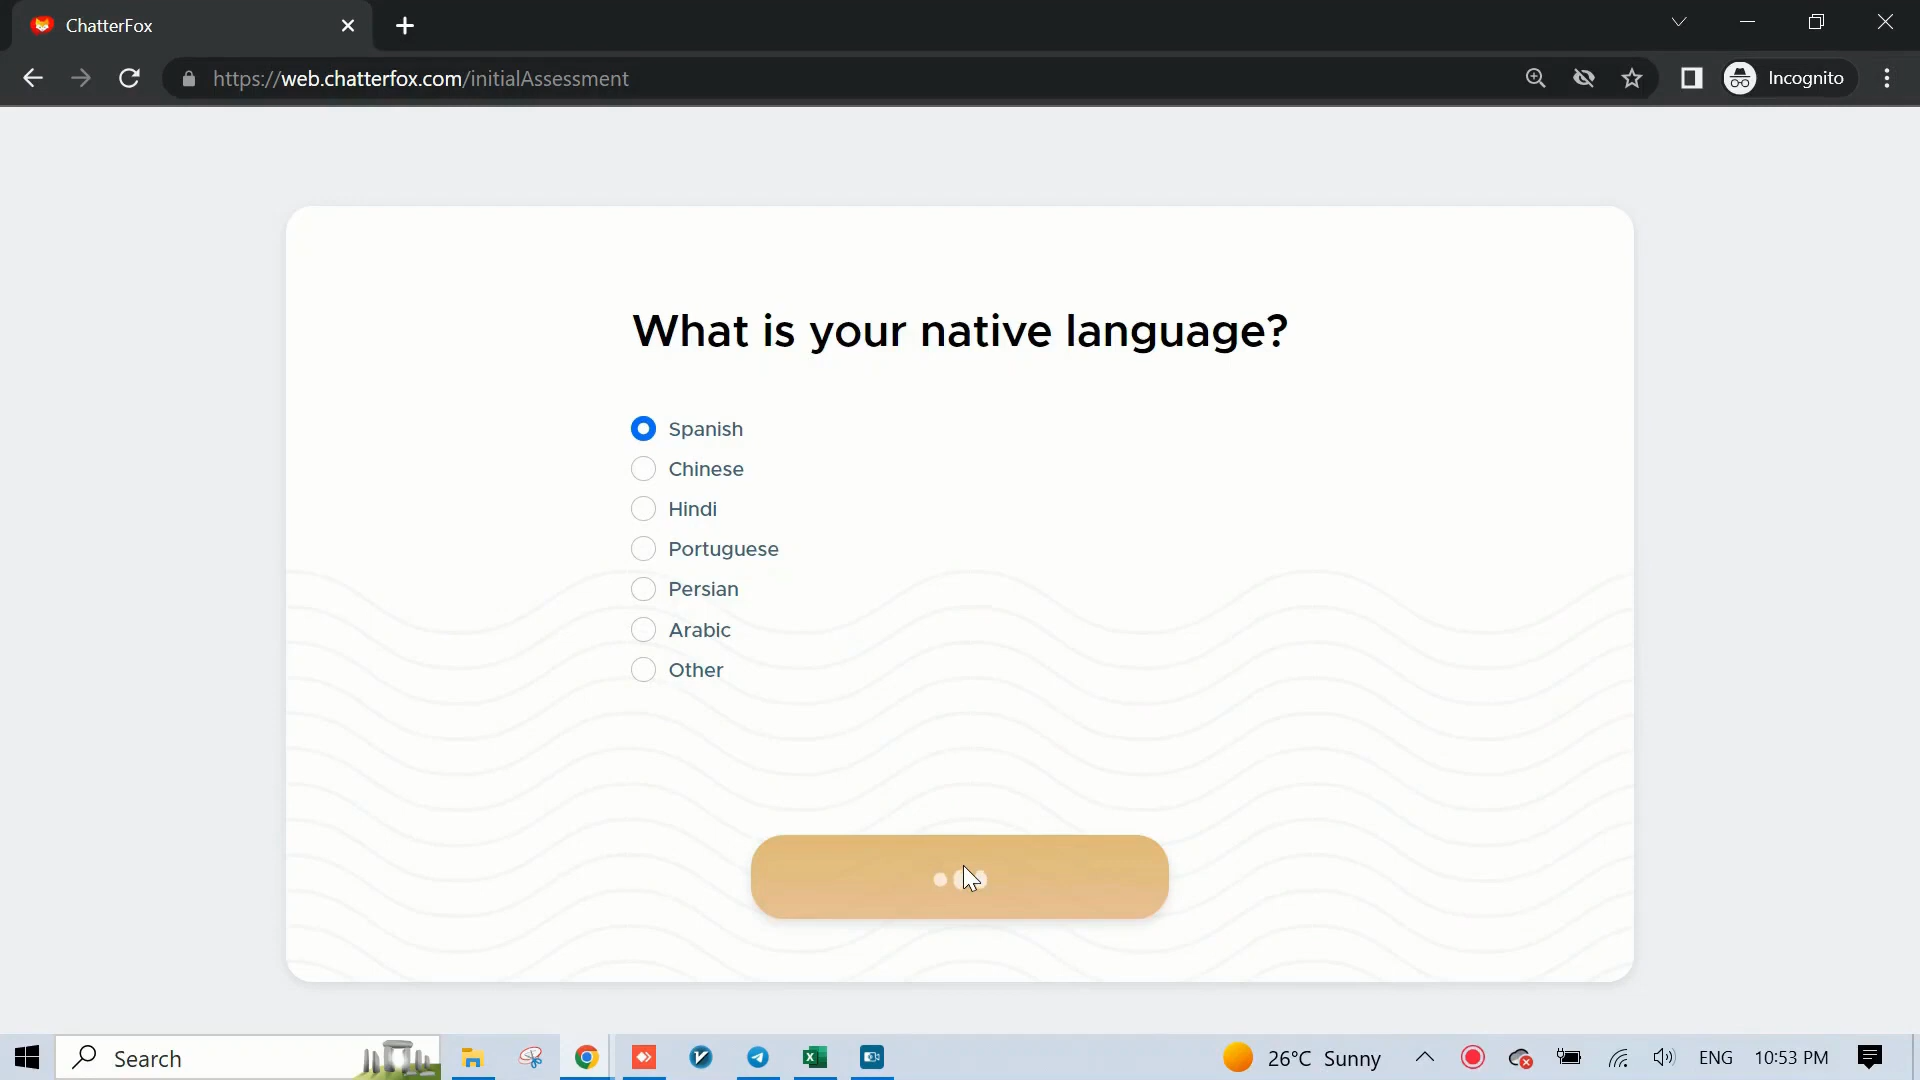 ChatterFox
https://web.chatterfox.com/initialAssessment
Incognito
What is your native language?
Spanish
Chinese
Hindi
Portuguese
Persian
Arabic
Other
Search
26°C Sunny
ENG
10:53 PM